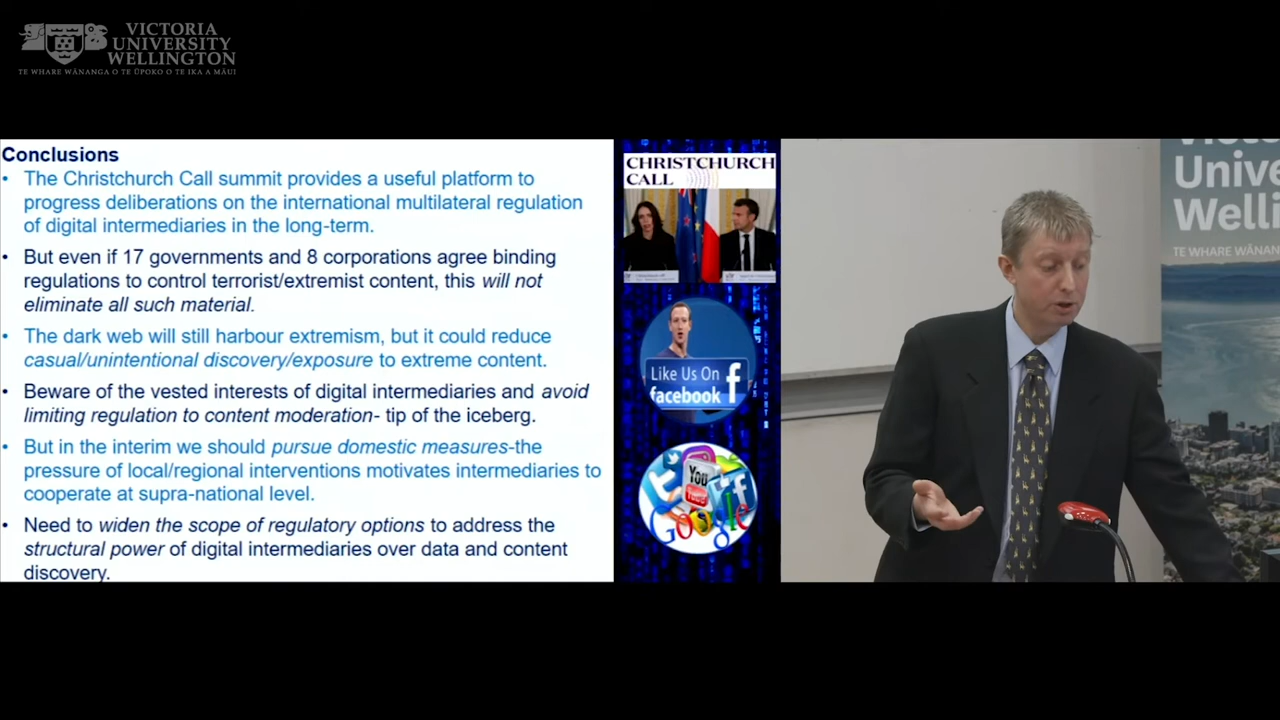 VICTORIA
UNIVERSITY
WELLINGTON
TE WHARE WĀNANGA O TE ŪPOKO O TE IKA A MĀUI
Conclusions
• The Christchurch Call summit provides a useful platform to
progress deliberations on the international multilateral regulation
of digital intermediaries in the long-term.
• But even if 17 governments and 8 corporations agree binding
regulations to control terrorist/extremist content, this will not
eliminate all such material.
• The dark web will still harbour extremism, but it could reduce
casual/unintentional discovery/exposure to extreme content.
• Beware of the vested interests of digital intermediaries and avoid
limiting regulation to content moderation- tip of the iceberg.
• But in the interim we should pursue domestic measures-the
pressure of local/regional interventions motivates intermediaries to
cooperate at supra-national level.
• Need to widen the scope of regulatory options to address the
structural power of digital intermediaries over data and content
discovery.
CHRISTCHURCH
CALL
Like Us On
facebook
f
You
Tube
f
Google
Unive
Welli
TE WHARE WĀNAN